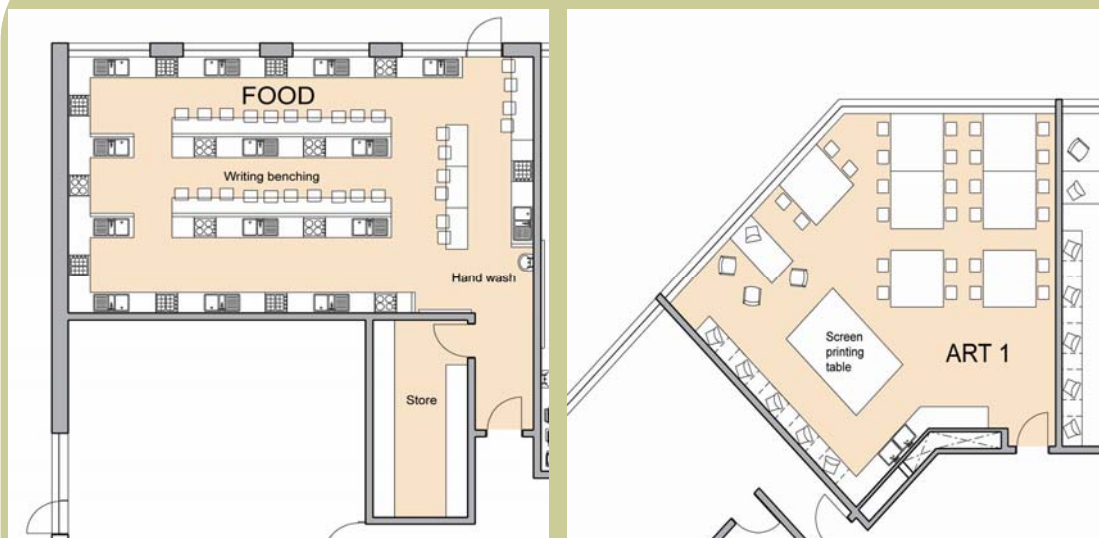 FOOD
Writing benching
Hand wash
Store
Screen
printing
table
ART 1